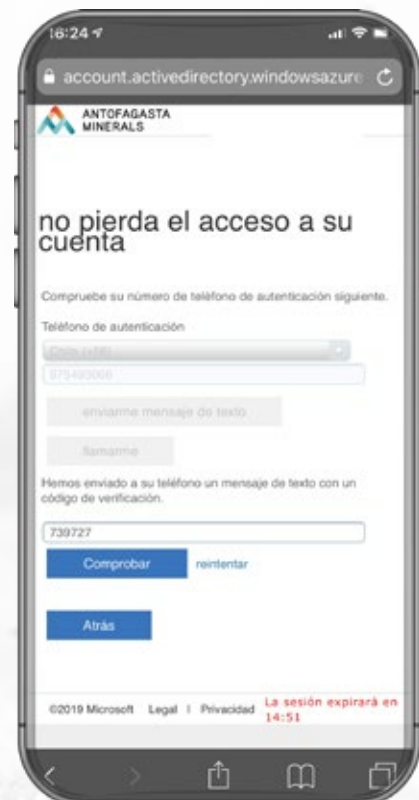 16:24
account.activedirectory.windowsazure
ANTOFAGASTA
MINERALS
no pierda el acceso a su
cuenta
Compruebe su número de teléfono de autenticación siguiente.
Teléfono de autenticación
Chile (+56)
enviarme mensaje de texto
llamarme
Hemos enviado a su teléfono un mensaje de texto con un
código de verificación.
739727
Comprobar reintentar
Atrás
©2019 Microsoft Legal | Privacidad La sesión expirará en
14:51